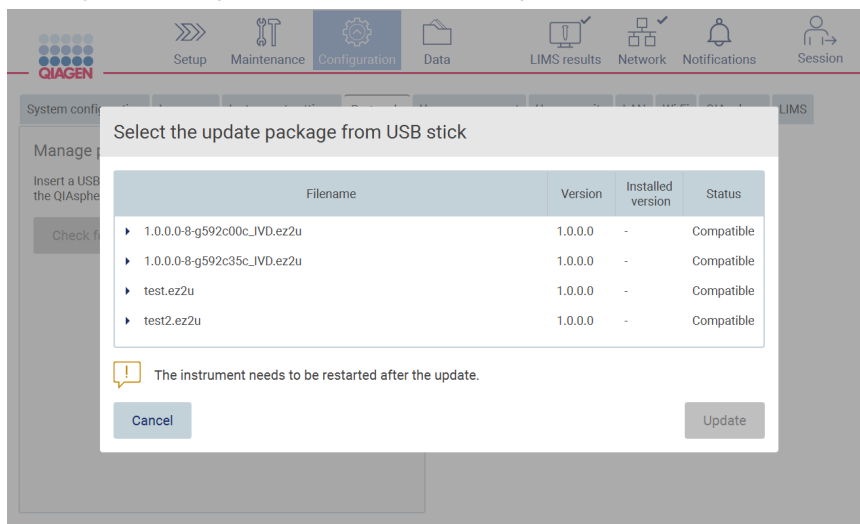 Setup Maintenance Configuration Data LIMS results Network Notifications Session
QIAGEN
System config LIMS
Select the update package from USB stick
Manage
Insert a USB
the QIAsphe
Check f
Filename Version Installed version Status
1.0.0.0-8-g592c00c_IVD.ez2u 1.0.0.0 - Compatible
1.0.0.0-8-g592c35c_IVD.ez2u 1.0.0.0 - Compatible
test.ez2u 1.0.0.0 - Compatible
test2.ez2u 1.0.0.0 - Compatible
The instrument needs to be restarted after the update.
Cancel Update